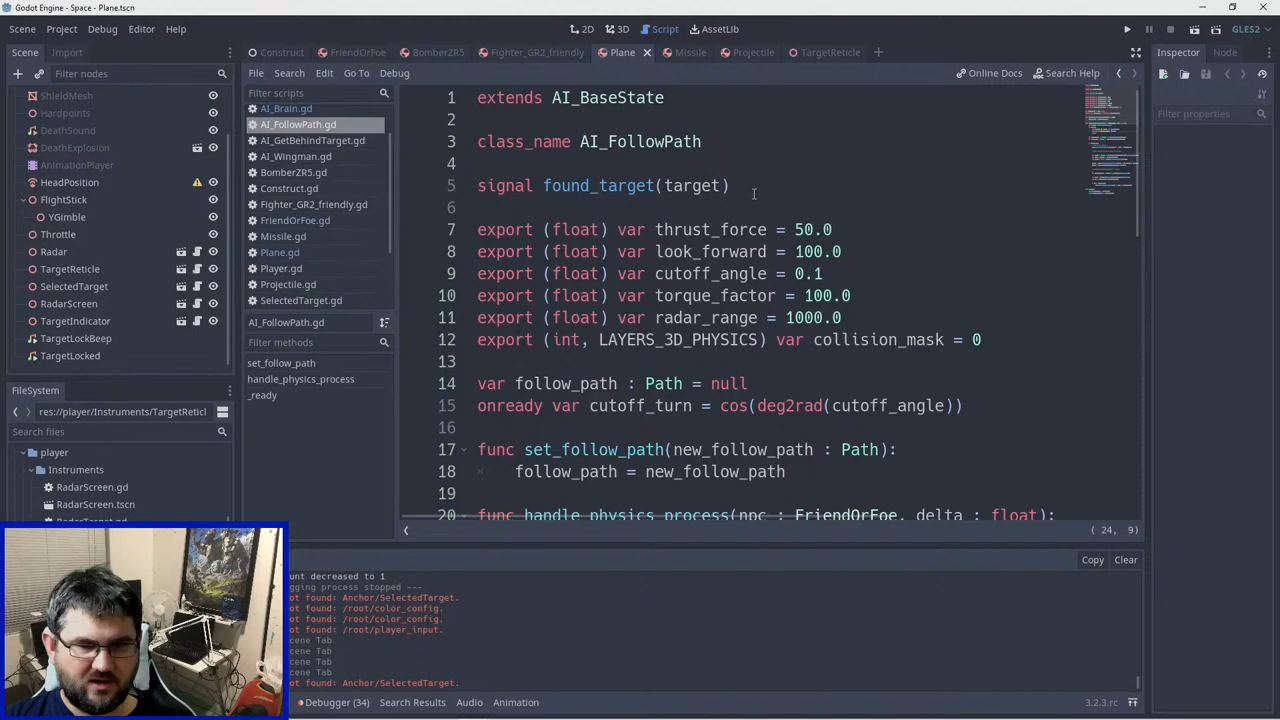 Godot Engine - Space - Plane.tscn
Scene Project Debug Editor Help
2D 3D Script AssetLib
GLES2
Scene Import
Construct FriendOrFoe BomberZR5 Fighter_GR2_friendly Plane Missile Projectile TargetReticle
Inspector Node
Filter nodes
File Search Edit Go To Debug
Online Docs Search Help
Filter properties
ShieldMesh
Hardpoints
DeathSound
DeathExplosion
AnimationPlayer
HeadPosition
FlightStick
YGimble
Throttle
Radar
TargetReticle
SelectedTarget
RadarScreen
TargetIndicator
TargetLockBeep
TargetLocked
FileSystem
res://player/Instruments/TargetReticl
Search files
player
Instruments
RadarScreen.gd
RadarScreen.tscn
Filter scripts
AI_Brain.gd
AI_FollowPath.gd
AI_GetBehindTarget.gd
AI_Wingman.gd
BomberZR5.gd
Construct.gd
Fighter_GR2_friendly.gd
FriendOrFoe.gd
Missile.gd
Plane.gd
Player.gd
Projectile.gd
SelectedTarget.gd
AI_FollowPath.gd
Filter methods
set_follow_path
handle_physics_process
_ready
1 extends AI_BaseState
2
3 class_name AI_FollowPath
4
5 signal found_target(target)
6
7 export (float) var thrust_force = 50.0
8 export (float) var look_forward = 100.0
9 export (float) var cutoff_angle = 0.1
10 export (float) var torque_factor = 100.0
11 export (float) var radar_range = 1000.0
12 export (int, LAYERS_3D_PHYSICS) var collision_mask = 0
13
14 var follow_path : Path = null
15 onready var cutoff_turn = cos(deg2rad(cutoff_angle))
16
17 func set_follow_path(new_follow_path : Path):
18 follow_path = new_follow_path
19
20 func handle_physics_process(npc : FriendOrFoe, delta : float):
( 24, 9)
Copy Clear
unt decreased to 1
gging process stopped ---
ot found: Anchor/SelectedTarget.
ot found: /root/color_config.
ot found: /root/color_config.
ot found: /root/player_input.
cene Tab
cene Tab
cene Tab
cene Tab
ot found: Anchor/SelectedTarget.
Debugger (34) Search Results Audio Animation
3.2.3.rc